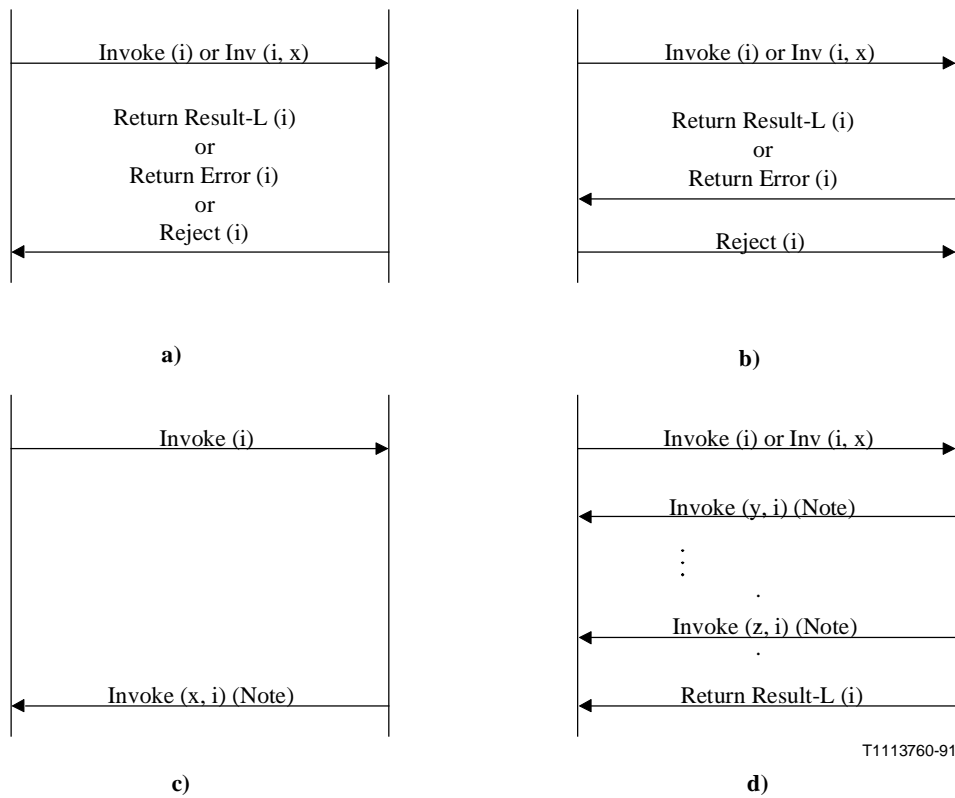 Invoke (i) or Inv (i, x)
Return Result-L (i)
or
Return Error (i)
or
Reject (i)
a)
Invoke (i) or Inv (i, x)
Return Result-L (i)
or
Return Error (i)
Reject (i)
b)
Invoke (i)
Invoke (x, i) (Note)
c)
Invoke (i) or Inv (i, x)
Invoke (y, i) (Note)
Invoke (z, i) (Note)
Return Result-L (i)
T1113760-91
d)